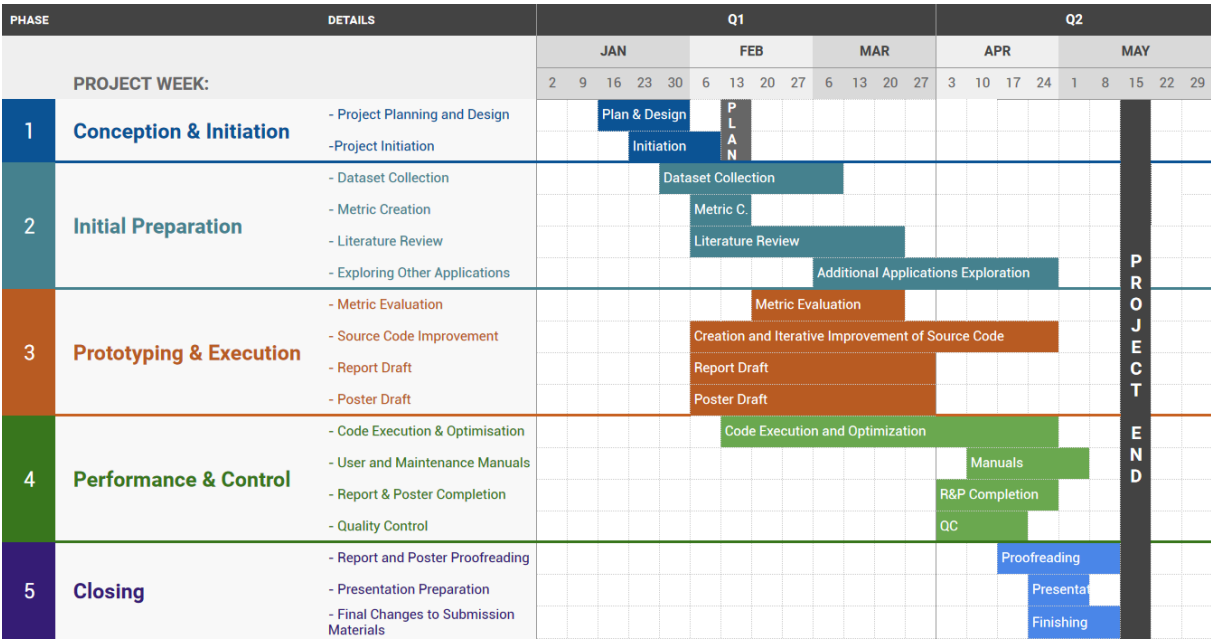 PHASE DETAILS Q1 Q2
JAN FEB MAR APR MAY
PROJECT WEEK: 2 9 16 23 30 6 13 20 27 6 13 20 27 3 10 17 24 1 8 15 22 29
1 Conception & Initiation
- Project Planning and Design Plan & Design
-Project Initiation Initiation
PLAN
2 Initial Preparation
- Dataset Collection Dataset Collection
- Metric Creation Metric C.
- Literature Review Literature Review
- Exploring Other Applications Additional Applications Exploration
3 Prototyping & Execution
- Metric Evaluation Metric Evaluation
- Source Code Improvement Creation and Iterative Improvement of Source Code
- Report Draft Report Draft
- Poster Draft Poster Draft
4 Performance & Control
- Code Execution & Optimisation Code Execution and Optimization
- User and Maintenance Manuals Manuals
- Report & Poster Completion R&P Completion
- Quality Control QC
5 Closing
- Report and Poster Proofreading Proofreading
- Presentation Preparation Presentat
- Final Changes to Submission
Materials Finishing
PROJECT END